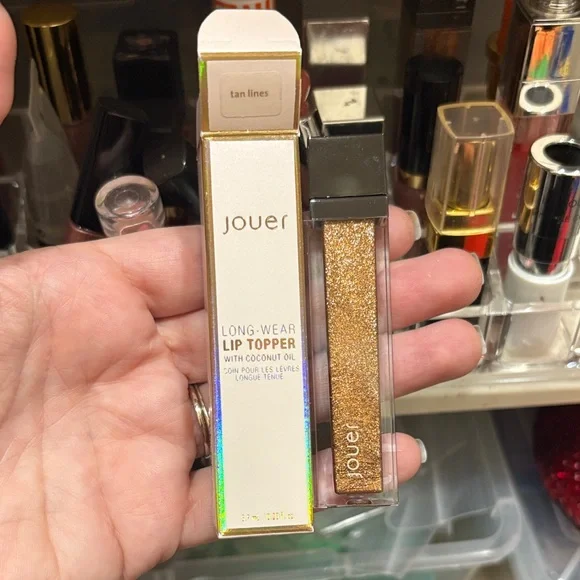 tan lines
jouer
LONG-WEAR
LIP TOPPER
WITH COCONUT OIL
SOIN POUR LES LÈVRES
LONGUE TENUE
jouer